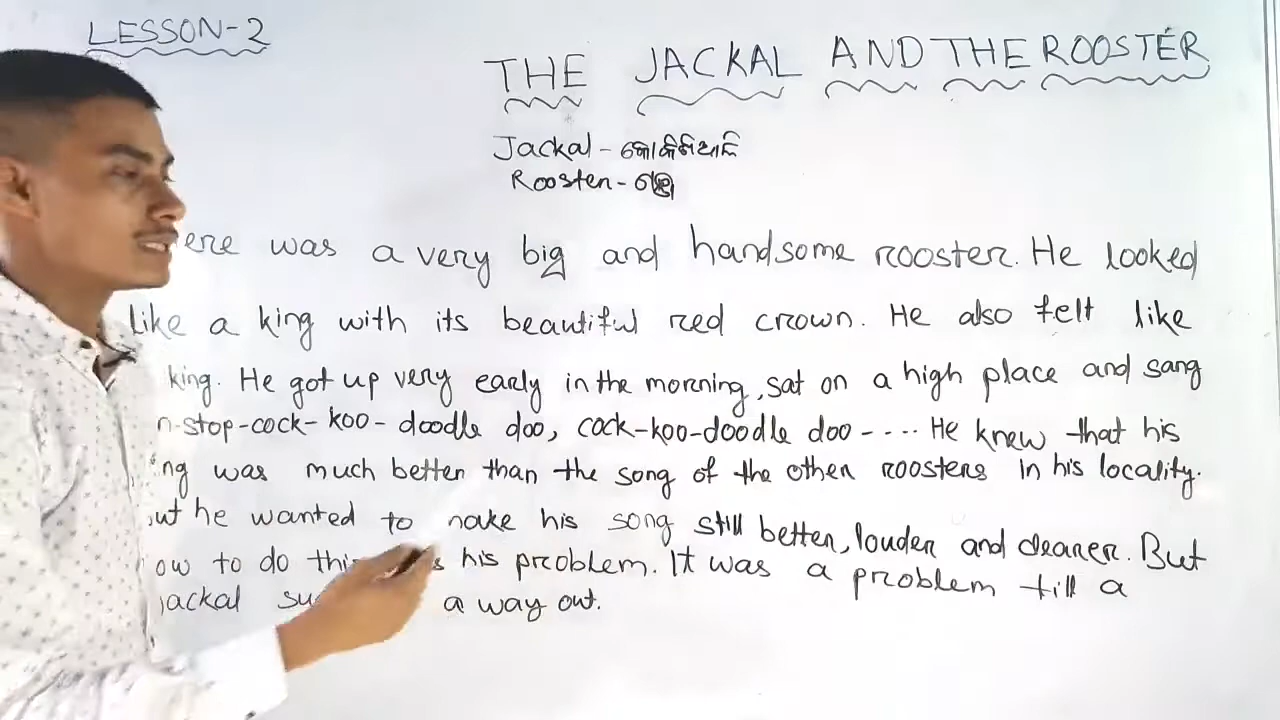 LESSON-2
THE JACKAL AND THE ROOSTER
Jackal - କୋକିଶିଆଳି
Rooster -
ere was a very big and handsome rooster. He looked
like a king with its beautiful red crown. He also felt like
king. He got up very early in the morning, sat on a high place and sang
n-stop-cock-koo-doodle doo, cock-koo-doodle doo - .... He knew that his
ng was much better than the song of the other roosters in his locality.
ut he wanted to make his song still better, louder and clearer. But
ow to do thi s his problem. It was a problem till a
jackal su a way out.